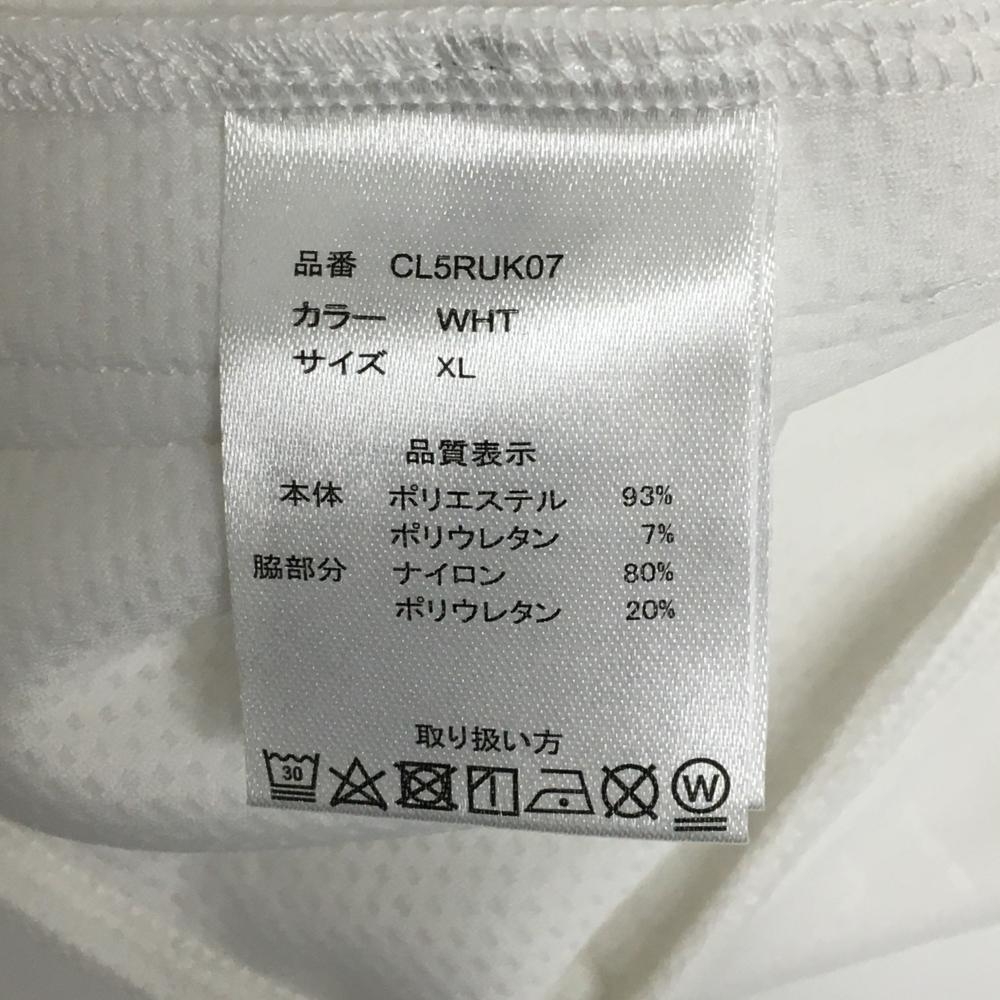 品番 CL5RUK07
カラー WHT
サイズ XL
品質表示
本体 ポリエステル 93%
ポリウレタン 7%
脇部分 ナイロン 80%
ポリウレタン 20%
取り扱い方
30 W